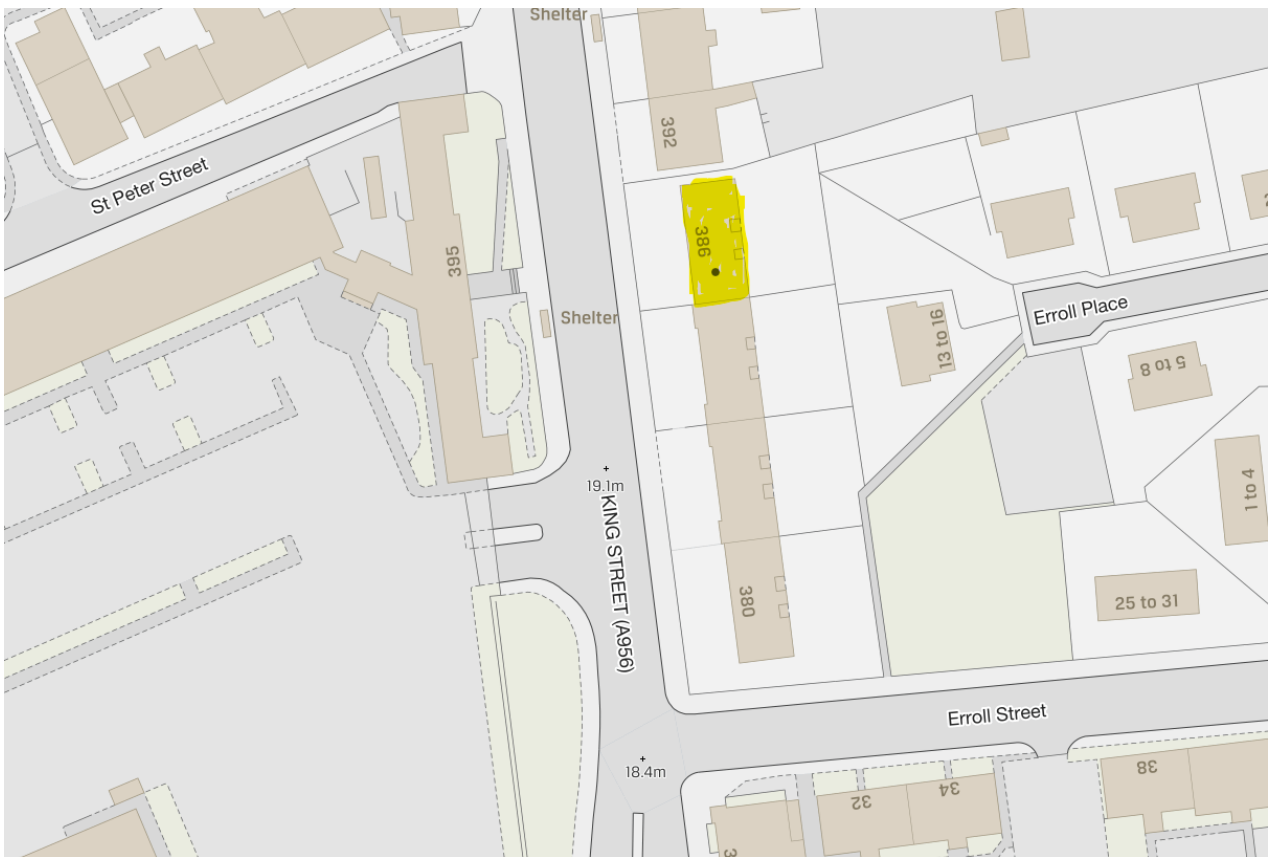 Shelter
392
St Peter Street
386
395
Erroll Place
Shelter
13 to 16
5 to 8
19.1m
1 to 4
KING STREET (A956)
380
25 to 31
Erroll Street
18.4m
38
34
32